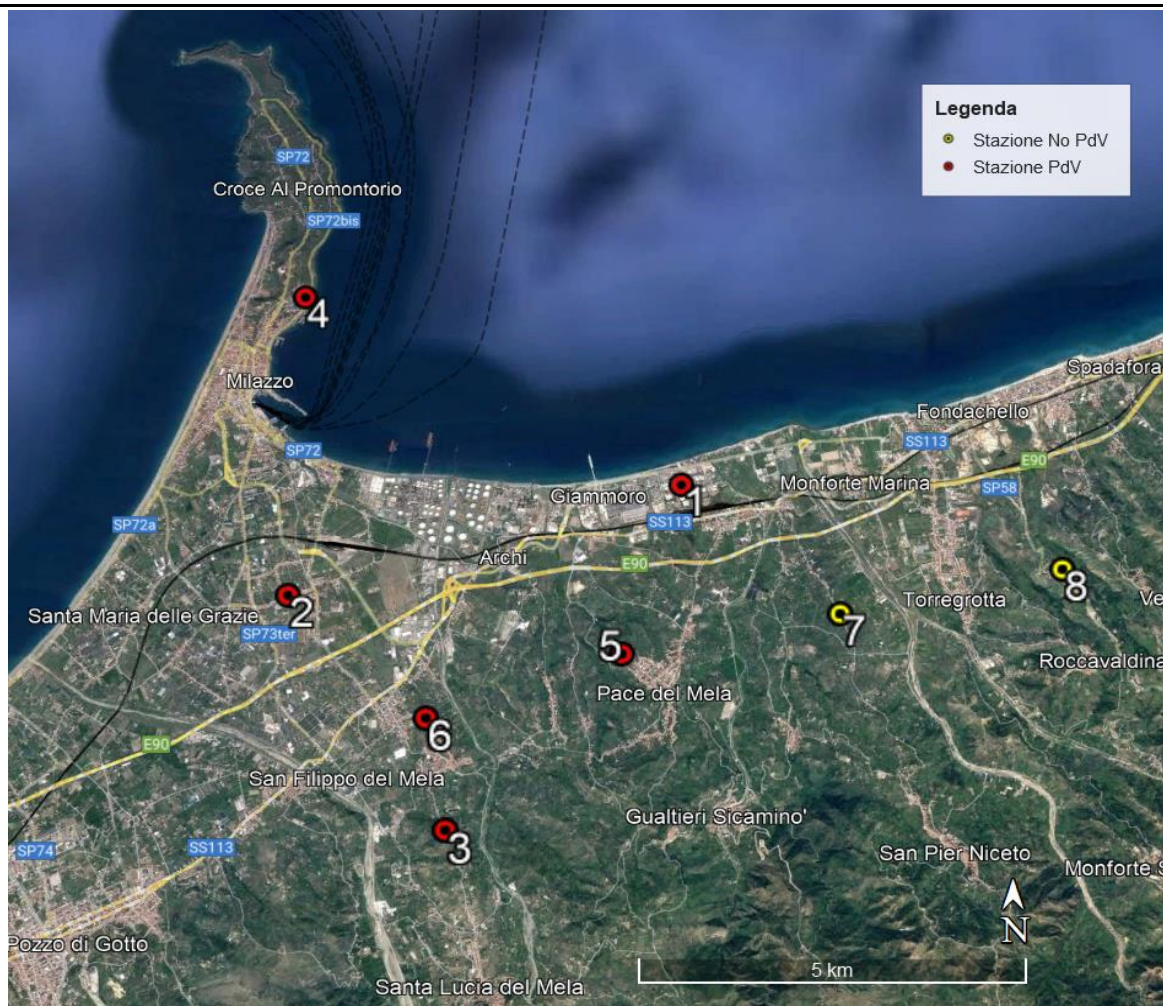 Legenda
Stazione No PdV
Stazione PdV
SP72
Croce Al Promontorio
SP72bis
4
Spadafora
Milazzo
Fondachello
SS113
SP72
E90
Giammoro
1
Monforte Marina
SP58
SP72a
SS113
Archi
E90
8
2
Torregrotta
Ve
Santa Maria delle Grazie
7
SP73ter
5
Roccavaldina
Pace del Mela
6
E90
San Filippo del Mela
Gualtieri Sicamino'
3
SP74
SS113
San Pier Niceto
Monforte S
N
Pozzo di Gotto
5 km
Santa Lucia del Mela